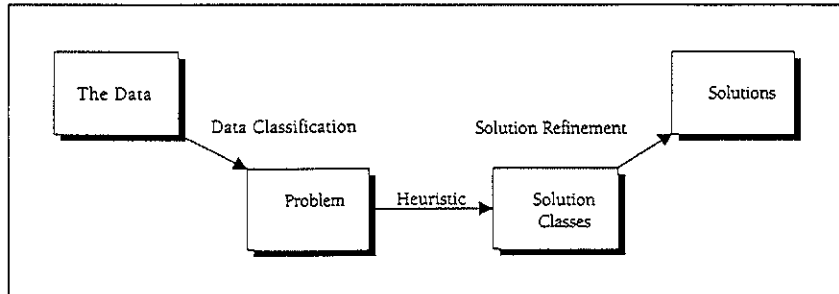 The Data
Solutions
Data Classification
Solution Refinement
Problem
Heuristic
Solution
Classes